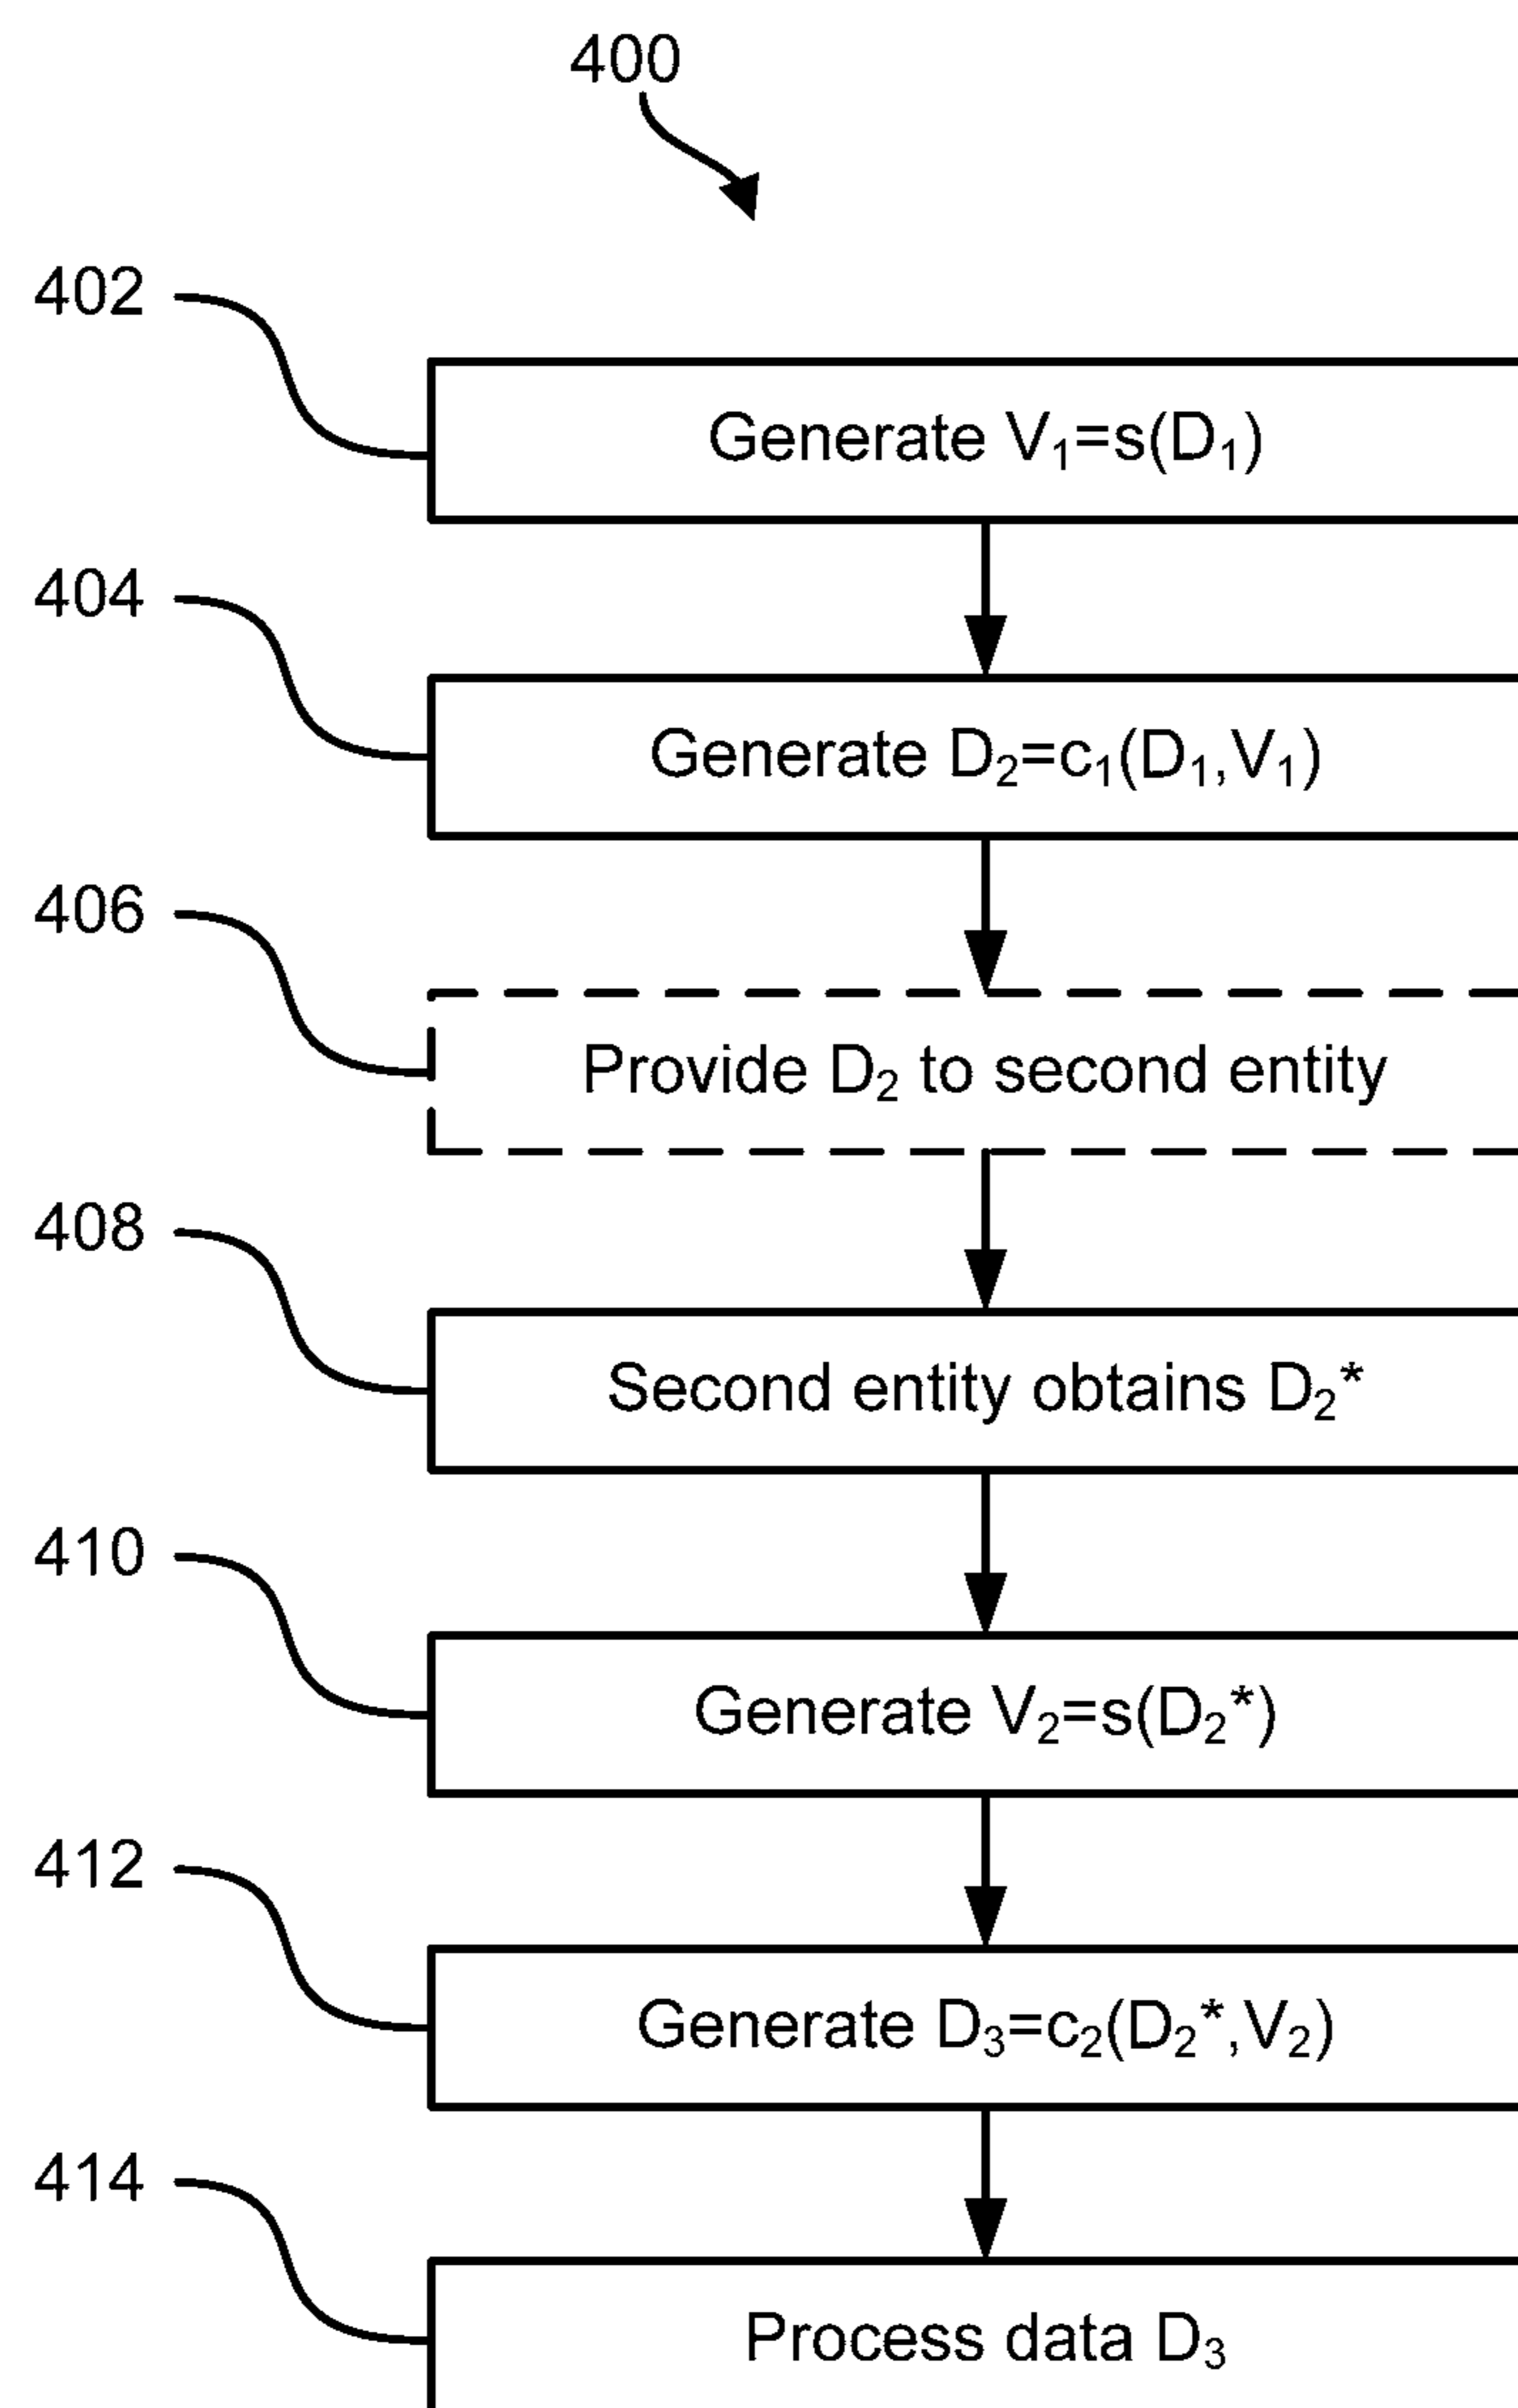 400
402
Generate V₁=s(D₁)
404
Generate D₂=c₁(D₁,V₁)
406
Provide D₂ to second entity
408
Second entity obtains D₂*
410
Generate V₂=s(D₂*)
412
Generate D₃=c₂(D₂*,V₂)
414
Process data D₃